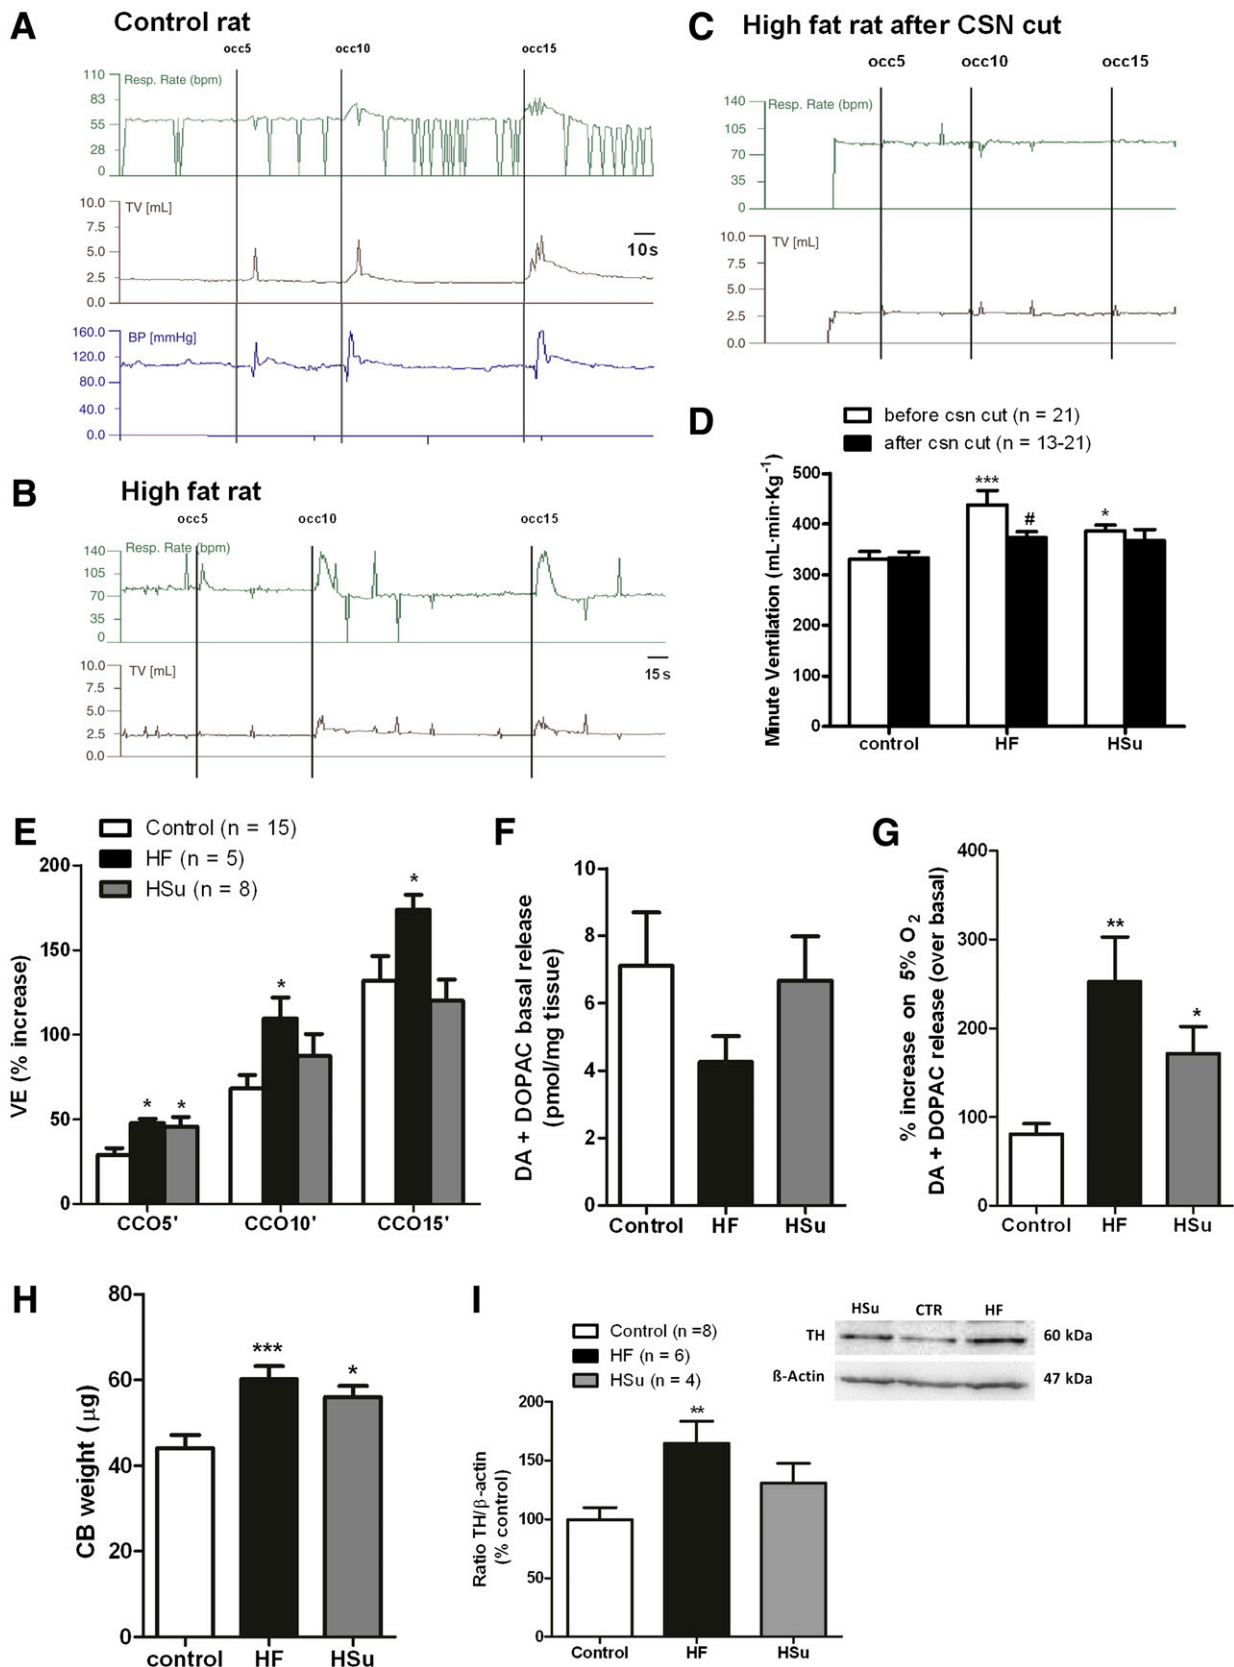 A
Control rat
occ5
occ10
occ15
110
83
55
28
0
Resp. Rate (bpm)
10.0
7.5
5.0
2.5
0.0
TV [mL]
10s
160.0
120.0
80.0
40.0
0.0
BP [mmHg]
B
High fat rat
occ5
occ10
occ15
140
105
70
35
0
Resp. Rate (bpm)
15 s
10.0
7.5
5.0
2.5
0.0
TV [mL]
C
High fat rat after CSN cut
occ5
occ10
occ15
140
105
70
35
0
Resp. Rate (bpm)
10.0
7.5
5.0
2.5
0.0
TV [mL]
D
before csn cut (n = 21)
after csn cut (n = 13-21)
Minute Ventilation (mL·min·Kg⁻¹)
500
400
300
200
100
0
***
#
*
control
HF
HSu
E
Control (n = 15)
HF (n = 5)
HSu (n = 8)
VE (% increase)
200
150
100
50
0
*
*
*
*
CCO5'
CCO10'
CCO15'
F
DA + DOPAC basal release
(pmol/mg tissue)
10
8
6
4
2
0
Control
HF
HSu
G
% increase on 5% O₂
DA + DOPAC release (over basal)
400
300
200
100
0
**
*
Control
HF
HSu
H
CB weight (µg)
80
60
40
20
0
***
*
control
HF
HSu
I
Control (n =8)
HF (n = 6)
HSu (n = 4)
HSu
CTR
HF
TH
60 kDa
ß-Actin
47 kDa
Ratio TH/β-actin
(% control)
200
150
100
50
0
**
Control
HF
HSu